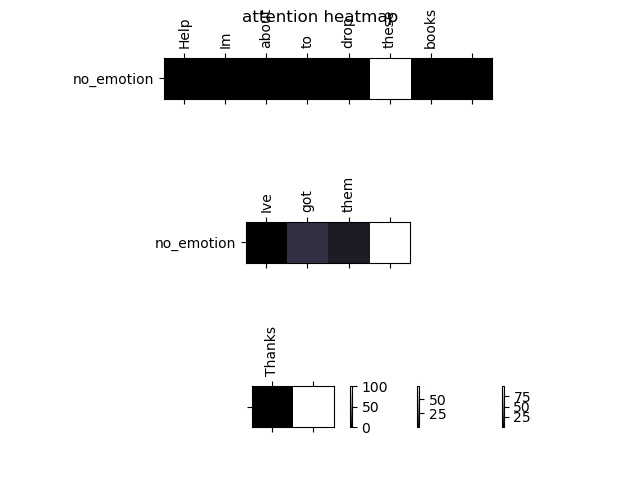 attention heatmap
Help Im about to drop these books
no_emotion
Ive got them
no_emotion
Thanks
100
50
0
50
25
75
50
25